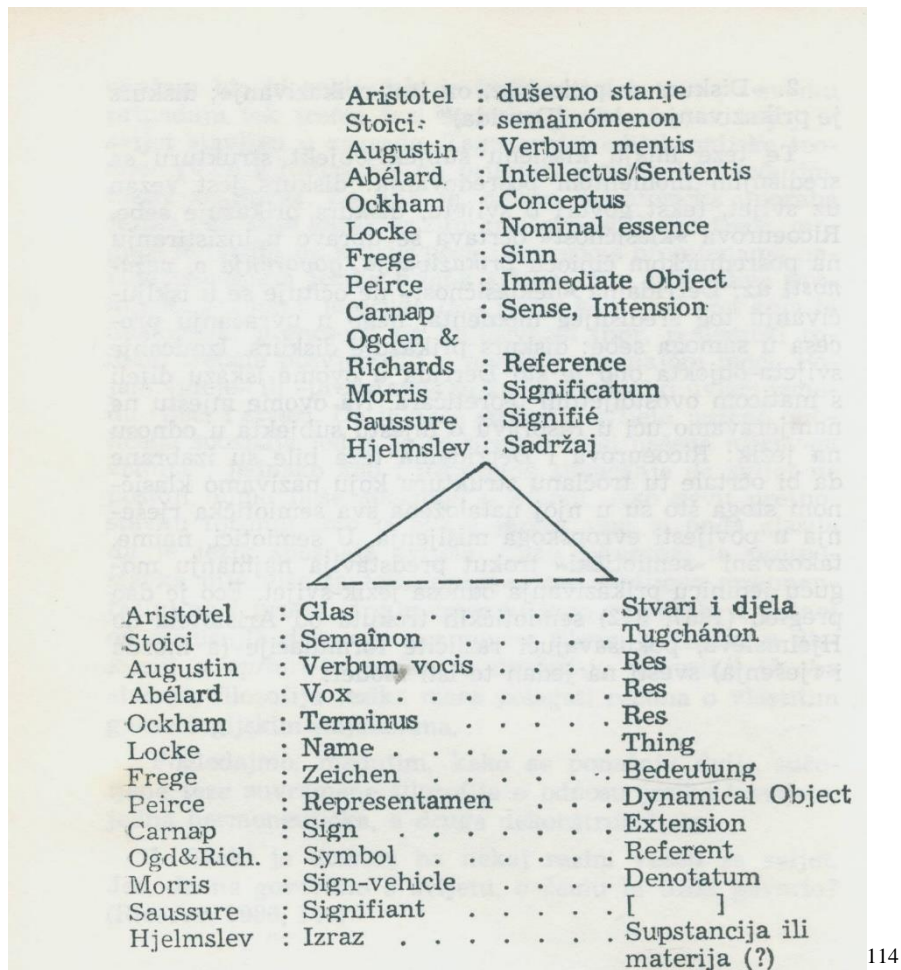 Aristotel : duševno stanje
Stoici : semainómenon
Augustin : Verbum mentis
Abélard : Intellectus/Sententis
Ockham : Conceptus
Locke : Nominal essence
Frege : Sinn
Peirce : Immediate Object
Carnap : Sense, Intension
Ogden &
Richards : Reference
Morris : Significatum
Saussure : Signifié
Hjelmslev : Sadržaj
Aristotel : Glas . . . . . . . Stvari i djela
Stoici : Semaînon . . . . . Tugchánon
Augustin : Verbum vocis . . . . Res
Abélard : Vox . . . . . . . Res
Ockham : Terminus . . . . . Res
Locke : Name . . . . . . Thing
Frege : Zeichen . . . . . . Bedeutung
Peirce : Representamen . . . . Dynamical Object
Carnap : Sign . . . . . . . Extension
Ogd&Rich. : Symbol . . . . . . Referent
Morris : Sign-vehicle . . . . . Denotatum
Saussure : Signifiant . . . . . [ ]
Hjelmslev : Izraz . . . . . . . Supstancija ili
materija (?)
114